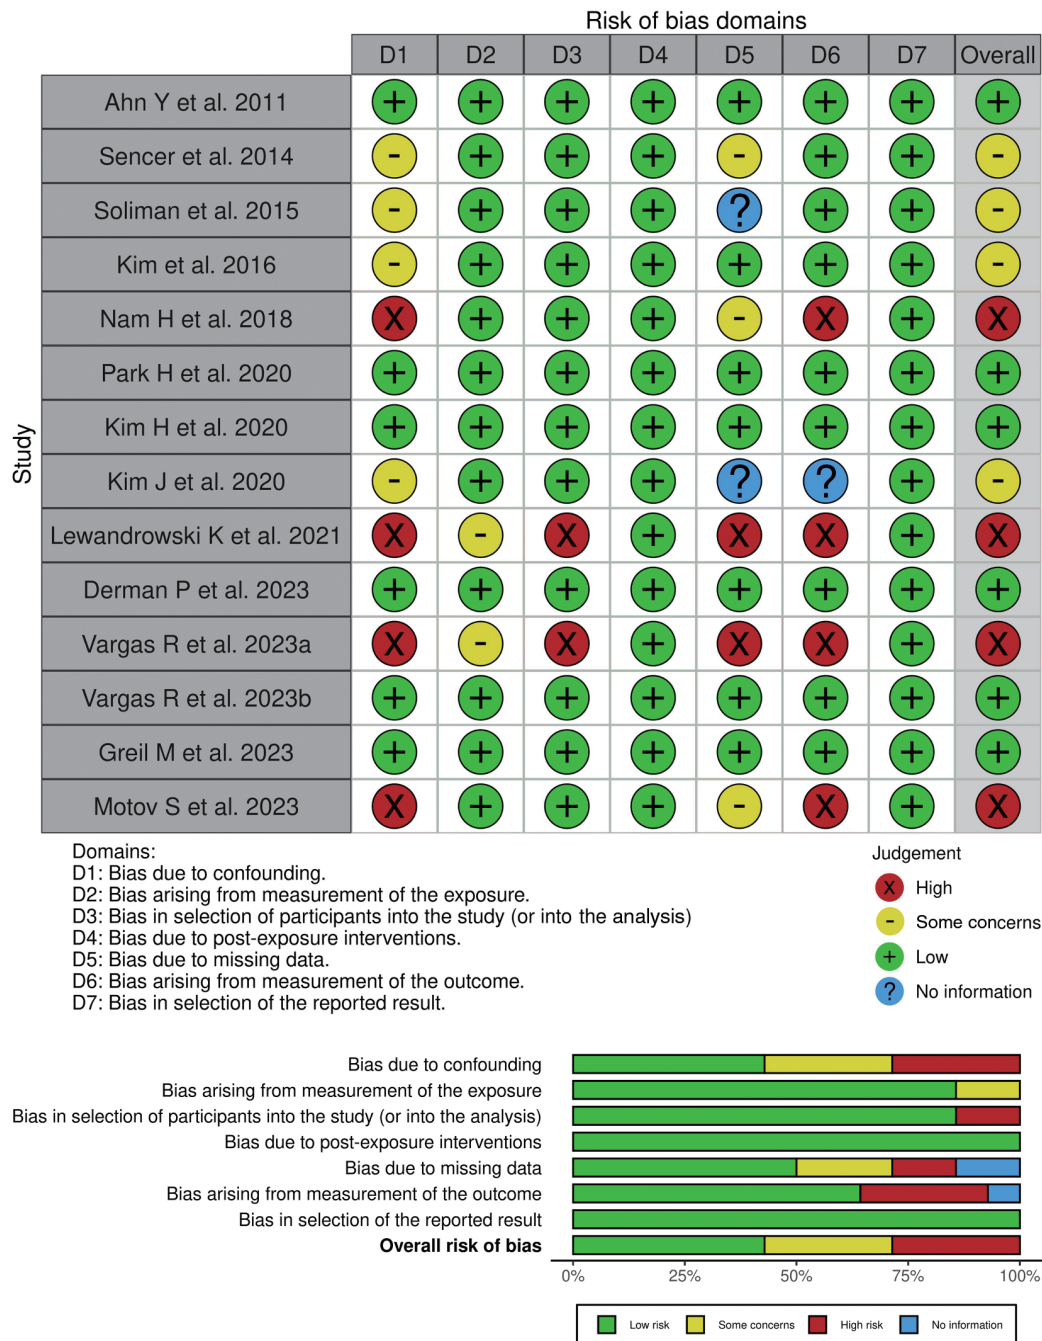 Risk of bias domains
D1 D2 D3 D4 D5 D6 D7 Overall
Study
Ahn Y et al. 2011 + + + + + + + +
Sencer et al. 2014 - + + + - + + -
Soliman et al. 2015 - + + + ? + + -
Kim et al. 2016 - + + + + + + -
Nam H et al. 2018 X + + + - X + X
Park H et al. 2020 + + + + + + + +
Kim H et al. 2020 + + + + + + + +
Kim J et al. 2020 - + + + ? ? + -
Lewandrowski K et al. 2021 X - X + X X + X
Derman P et al. 2023 + + + + + + + +
Vargas R et al. 2023a X - X + X X + X
Vargas R et al. 2023b + + + + + + + +
Greil M et al. 2023 + + + + + + + +
Motov S et al. 2023 X + + + - X + X
Domains:
D1: Bias due to confounding.
D2: Bias arising from measurement of the exposure.
D3: Bias in selection of participants into the study (or into the analysis)
D4: Bias due to post-exposure interventions.
D5: Bias due to missing data.
D6: Bias arising from measurement of the outcome.
D7: Bias in selection of the reported result.
Judgement
X High
- Some concerns
+ Low
? No information
Bias due to confounding
Bias arising from measurement of the exposure
Bias in selection of participants into the study (or into the analysis)
Bias due to post-exposure interventions
Bias due to missing data
Bias arising from measurement of the outcome
Bias in selection of the reported result
Overall risk of bias
0% 25% 50% 75% 100%
Low risk Some concerns High risk No information